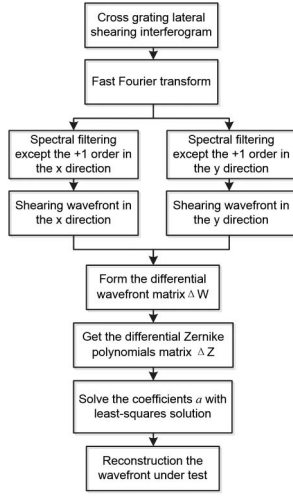 Cross grating lateral
shearing interferogram
Fast Fourier transform
Spectral filtering
except the +1 order in
the x direction
Spectral filtering
except the +1 order in
the y direction
Shearing wavefront in
the x direction
Shearing wavefront in
the y direction
Form the differential
wavefront matrix Δ W
Get the differential Zernike
polynomials matrix Δ Z
Solve the coefficients a with
least-squares solution
Reconstruction the
wavefront under test